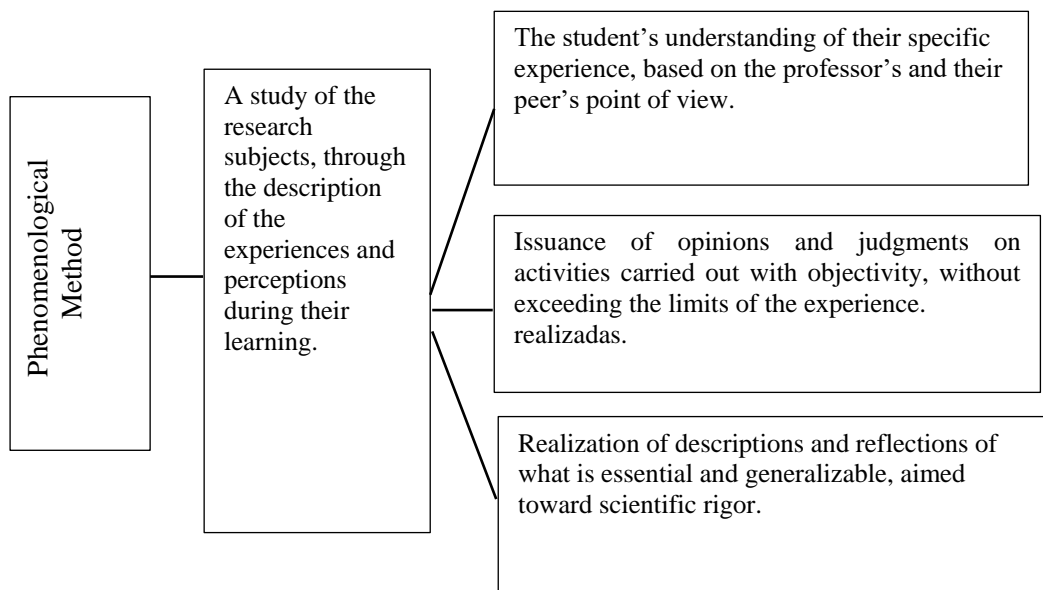 Phenomenological
Method
A study of the
research
subjects, through
the description
of the
experiences and
perceptions
during their
learning.
The student’s understanding of their specific
experience, based on the professor’s and their
peer’s point of view.
Issuance of opinions and judgments on
activities carried out with objectivity, without
exceeding the limits of the experience.
realizadas.
Realization of descriptions and reflections of
what is essential and generalizable, aimed
toward scientific rigor.